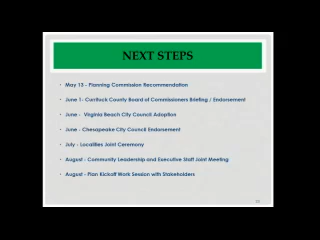 NEXT STEPS
• May 13 - Planning Commission Recommendation
• June 1- Currituck County Board of Commissioners Briefing / Endorsement
• June - Virginia Beach City Council Adoption
• June - Chesapeake City Council Endorsement
• July - Localities Joint Ceremony
• August - Community Leadership and Executive Staff Joint Meeting
• August - Plan Kickoff Work Session with Stakeholders